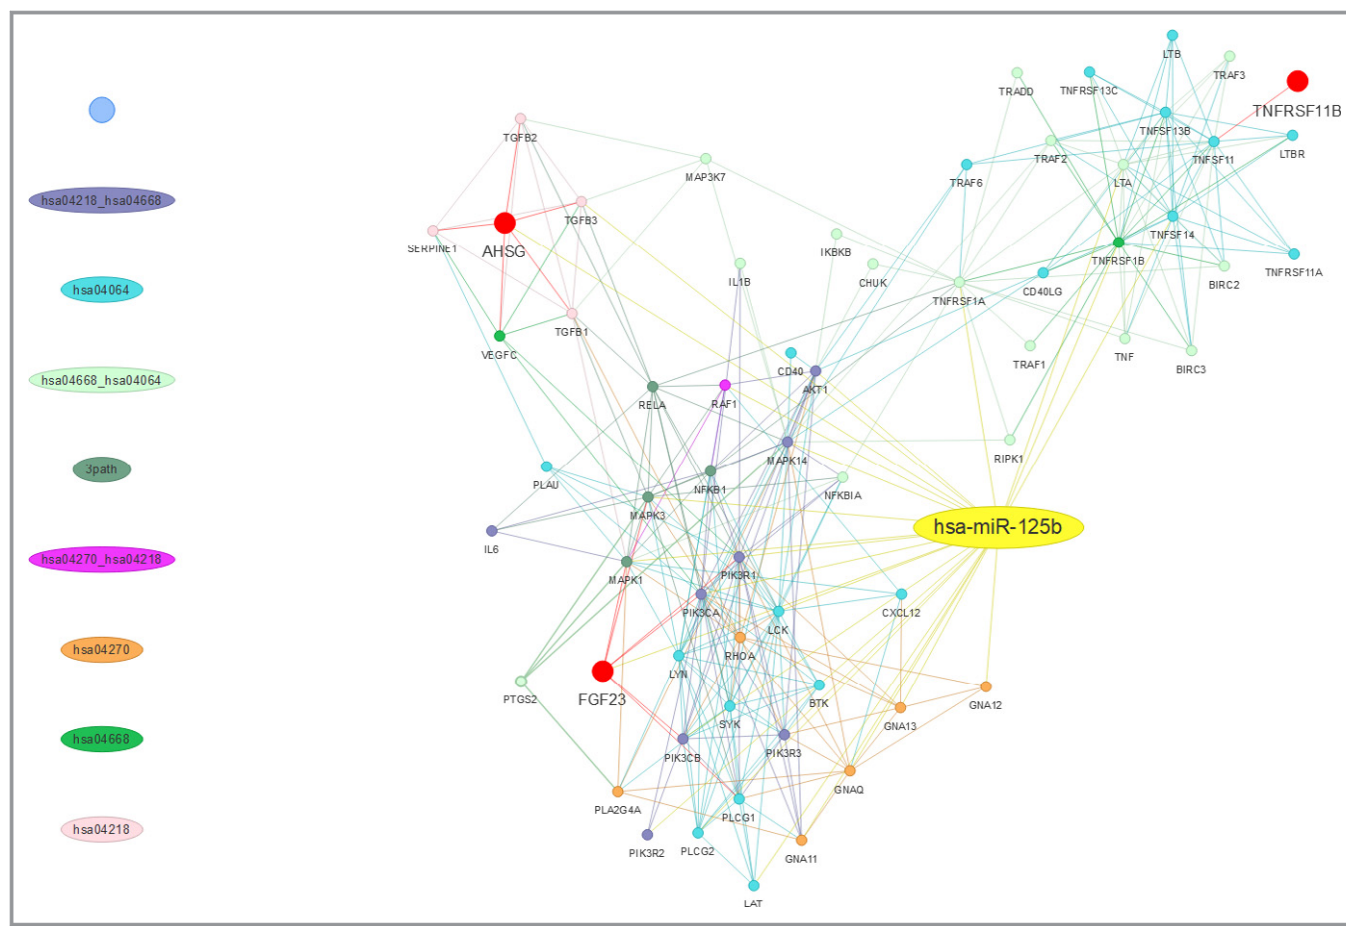 LTB
TRAF3
TRADD
TNFRSF13C
TNFRSF11B
TGFB2
TNFSF13B
TRAF2
TNFSF11
LTBR
MAP3K7
TRAF6
LTA
hsa04218_hsa04668
TGFB3
SERPINE1
AHSG
TNFSF14
IKBKB
TNFRSF1B
TNFRSF11A
IL1B
CHUK
BIRC2
hsa04064
TNFRSF1A
CD40LG
TGFB1
VEGFC
TRAF1
TNF
BIRC3
CD40
hsa04668_hsa04064
AKT1
RELA
RAF1
MAPK14
RIPK1
3path
PLAU
NFKB1
NFKBIA
MAPK3
hsa-miR-125b
IL6
hsa04270_hsa04218
PIK3R1
MAPK1
PIK3CA
CXCL12
LCK
hsa04270
RHOA
LYN
PTGS2
FGF23
BTK
GNA12
SYK
GNA13
hsa04668
PIK3CB
PIK3R3
GNAQ
PLA2G4A
PLCG1
hsa04218
PIK3R2
PLCG2
GNA11
LAT